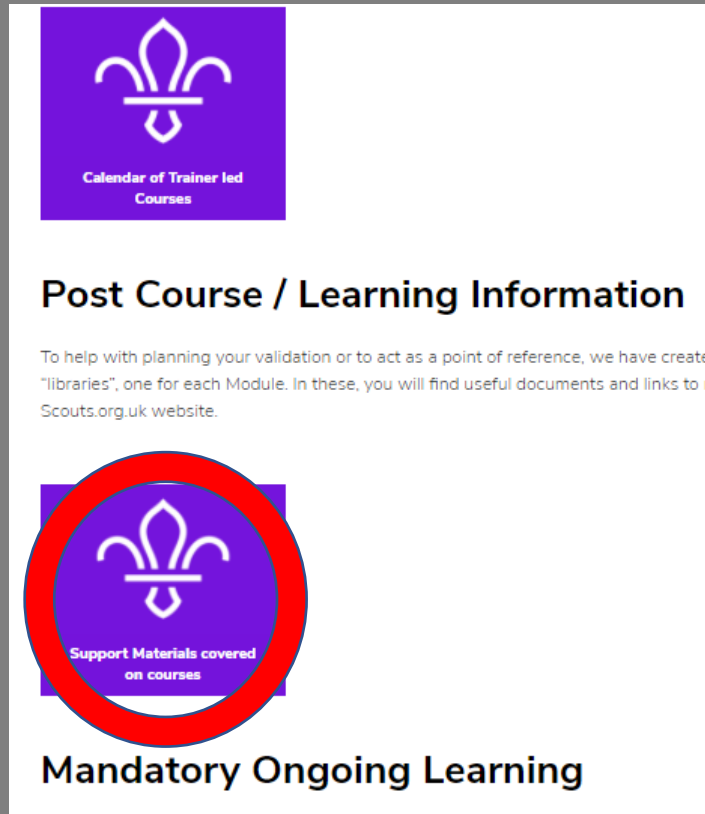 Calendar of Trainer led
Courses
Post Course / Learning Information
To help with planning your validation or to act as a point of reference, we have create
"libraries", one for each Module. In these, you will find useful documents and links to
Scouts.org.uk website.
Support Materials covered
on courses
Mandatory Ongoing Learning